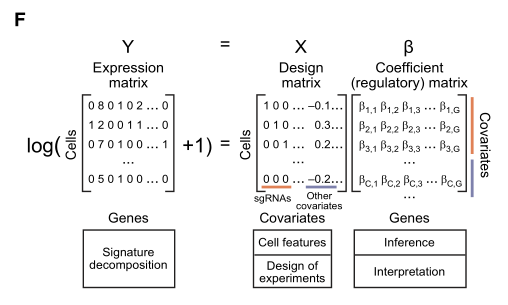 F
Y = X β
Expression matrix
Design matrix
Coefficient (regulatory) matrix
log( Cells [ 0 8 0 1 0 2 ... 0
1 2 0 0 1 1 ... 0
0 7 0 1 0 0 ... 1
...
0 5 0 1 0 0 ... 0 ] +1) =
Cells [ 1 0 0 ... –0.1...
0 1 0 ... 0.3...
0 0 1 ... 0.2...
...
0 0 0 ... –0.2... ]
sgRNAs
Other covariates
[ β1,1 β1,2 β1,3 ... β1,G
β2,1 β2,2 β2,3 ... β2,G
β3,1 β3,2 β3,3 ... β3,G
...
βC,1 βC,2 βC,3 ... βC,G
... ]
Covariates
Genes
Covariates
Genes
Signature decomposition
Cell features
Design of experiments
Inference
Interpretation